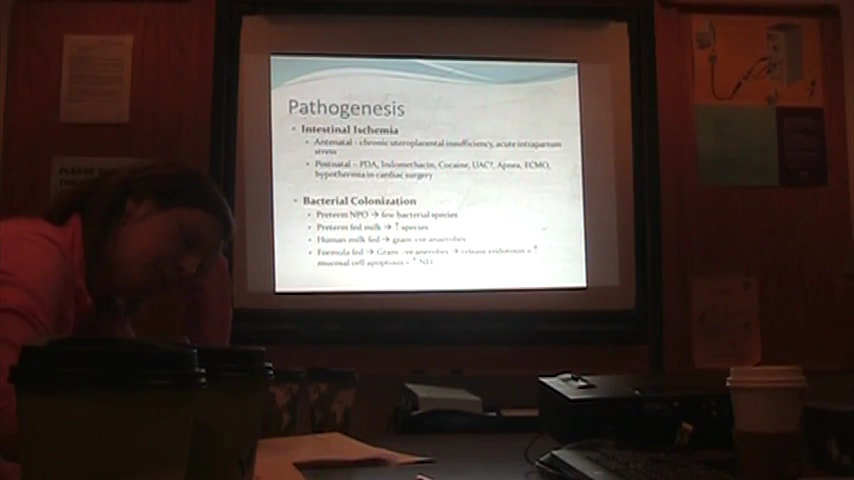 Pathogenesis
• Intestinal Ischemia
• Antenatal – chronic uteroplacental insufficiency, acute intrapartum
stress
• Postnatal – PDA, Indomethacin, Cocaine, UAC?, Apnea, ECMO,
hypothermia in cardiac surgery
• Bacterial Colonization
• Preterm NPO → few bacterial species
• Preterm fed milk → ↑ species
• Human milk fed → gram +ve anaerobes
• Formula fed → Gram -ve anerobes → release endotoxin = ↑
mucosal cell apoptosis = ↑ NEC
PLEASE